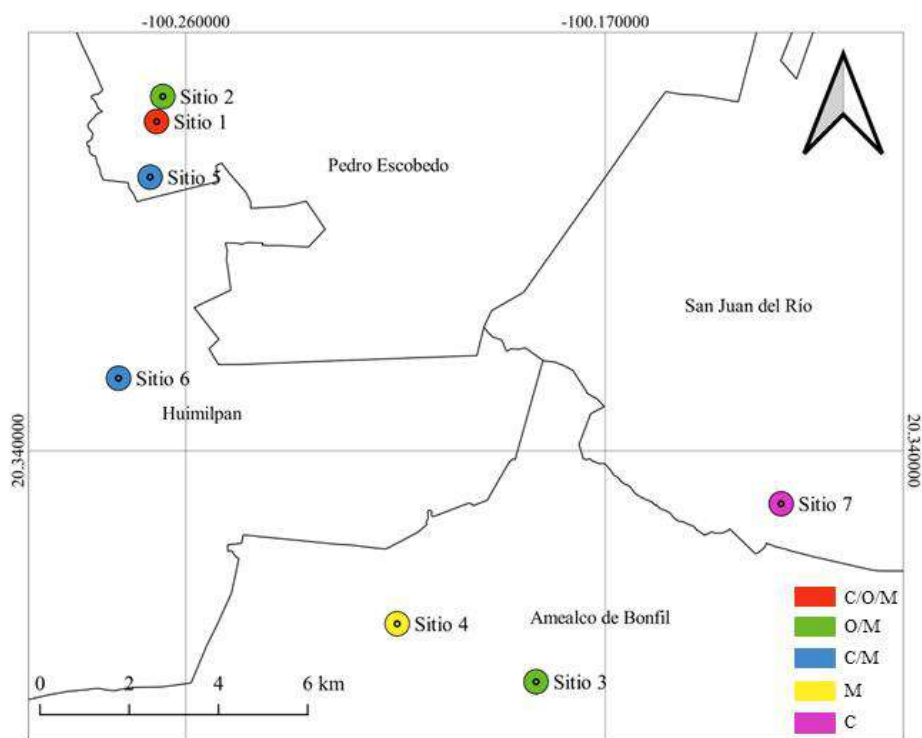 -100.260000
-100.170000
Sitio 2
Sitio 1
Pedro Escobedo
Sitio 5
San Juan del Río
Sitio 6
Huimilpan
20.340000
20.340000
Sitio 7
C/O/M
Amealco de Bonfil
Sitio 4
O/M
C/M
Sitio 3
0 2 4 6 km
M
C